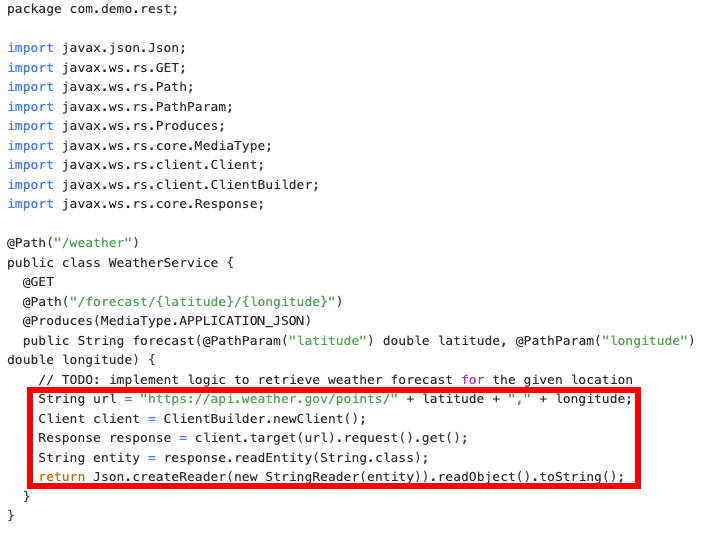 package com.demo.rest;
import javax.json.Json;
import javax.ws.rs.GET;
import javax.ws.rs.Path;
import javax.ws.rs.PathParam;
import javax.ws.rs.Produces;
import javax.ws.rs.core.MediaType;
import javax.ws.rs.client.Client;
import javax.ws.rs.client.ClientBuilder;
import javax.ws.rs.core.Response;
@Path("/weather")
public class WeatherService {
  @GET
  @Path("/forecast/{latitude}/{longitude}")
  @Produces(MediaType.APPLICATION_JSON)
  public String forecast(@PathParam("latitude") double latitude, @PathParam("longitude")
double longitude) {
    // TODO: implement logic to retrieve weather forecast for the given location
    String url = "https://api.weather.gov/points/" + latitude + "," + longitude;
    Client client = ClientBuilder.newClient();
    Response response = client.target(url).request().get();
    String entity = response.readEntity(String.class);
    return Json.createReader(new StringReader(entity)).readObject().toString();
  }
}